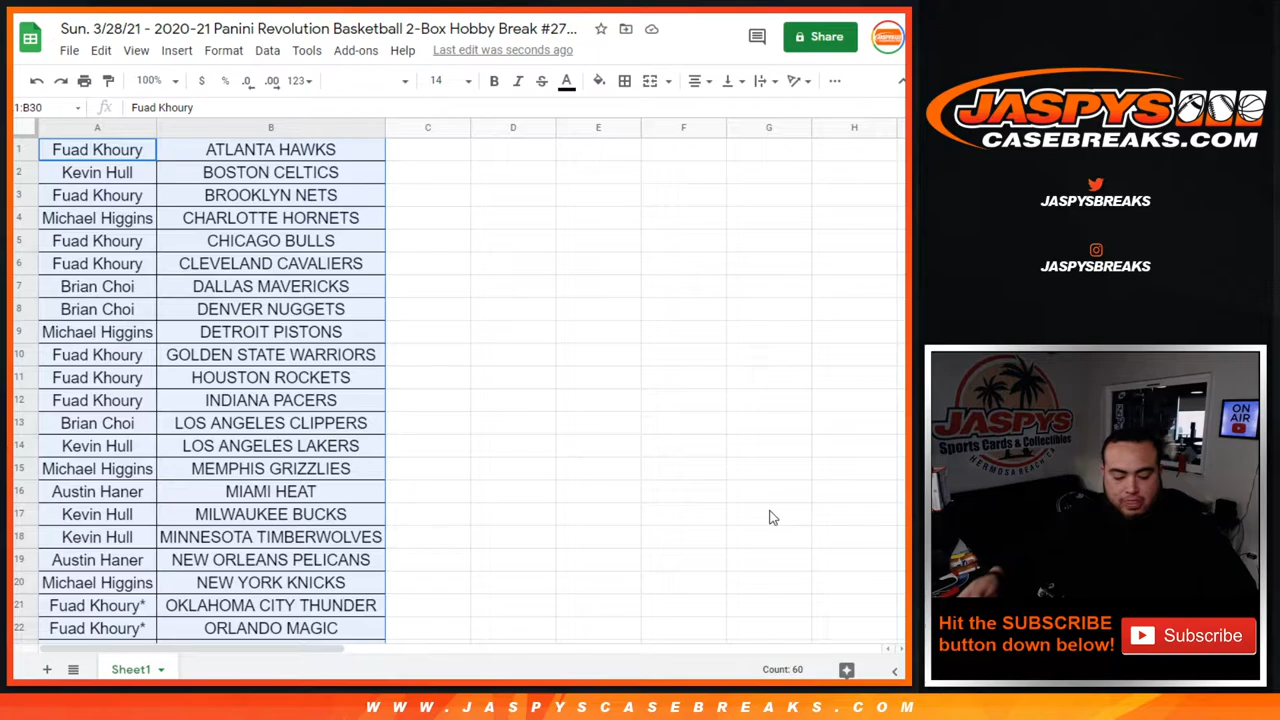 Sun. 3/28/21 - 2020-21 Panini Revolution Basketball 2-Box Hobby Break #27...
Share
File Edit View Insert Format Data Tools Add-ons Help Last edit was seconds ago
100% $ % .0 .00 123 14 B I S A
1:B30 fx Fuad Khoury
A B C D E F G H
1 Fuad Khoury ATLANTA HAWKS
2 Kevin Hull BOSTON CELTICS
3 Fuad Khoury BROOKLYN NETS
4 Michael Higgins CHARLOTTE HORNETS
5 Fuad Khoury CHICAGO BULLS
6 Fuad Khoury CLEVELAND CAVALIERS
7 Brian Choi DALLAS MAVERICKS
8 Brian Choi DENVER NUGGETS
9 Michael Higgins DETROIT PISTONS
10 Fuad Khoury GOLDEN STATE WARRIORS
11 Fuad Khoury HOUSTON ROCKETS
12 Fuad Khoury INDIANA PACERS
13 Brian Choi LOS ANGELES CLIPPERS
14 Kevin Hull LOS ANGELES LAKERS
15 Michael Higgins MEMPHIS GRIZZLIES
16 Austin Haner MIAMI HEAT
17 Kevin Hull MILWAUKEE BUCKS
18 Kevin Hull MINNESOTA TIMBERWOLVES
19 Austin Haner NEW ORLEANS PELICANS
20 Michael Higgins NEW YORK KNICKS
21 Fuad Khoury* OKLAHOMA CITY THUNDER
22 Fuad Khoury* ORLANDO MAGIC
Sheet1
Count: 60
JASPYS
CASEBREAKS.COM
JASPYSBREAKS
JASPYSBREAKS
JASPYS
Sports Cards & Collectibles
HERMOSA BEACH CA
ON
AIR
Hit the SUBSCRIBE
button down below!
Subscribe
WWW.JASPYSCASEBREAKS.COM